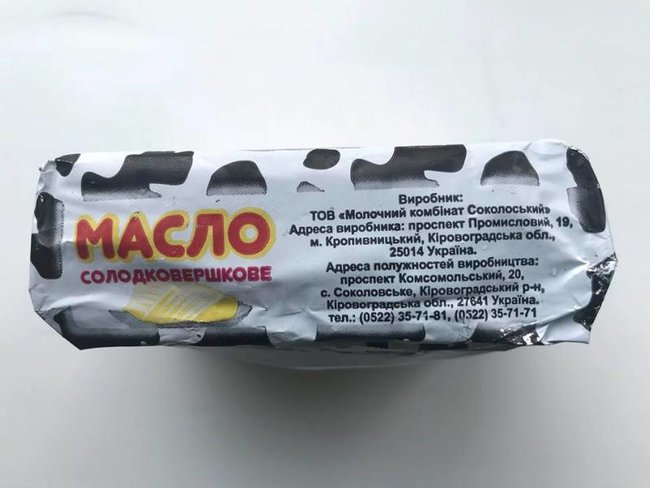 МАСЛО
СОЛОДКОВЕРШКОВЕ
Виробник:
ТОВ «Молочний комбінат Соколоський»
Адреса виробника: проспект Промисловий, 19,
м. Кропивницький, Кіровоградська обл.,
25014 Україна.
Адреса полужностей виробництва:
проспект Комсомольський, 20,
с. Соколовське, Кіровоградський р-н,
Кіровоградська обл., 27641 Україна.
тел.: (0522) 35-71-81, (0522) 35-71-71